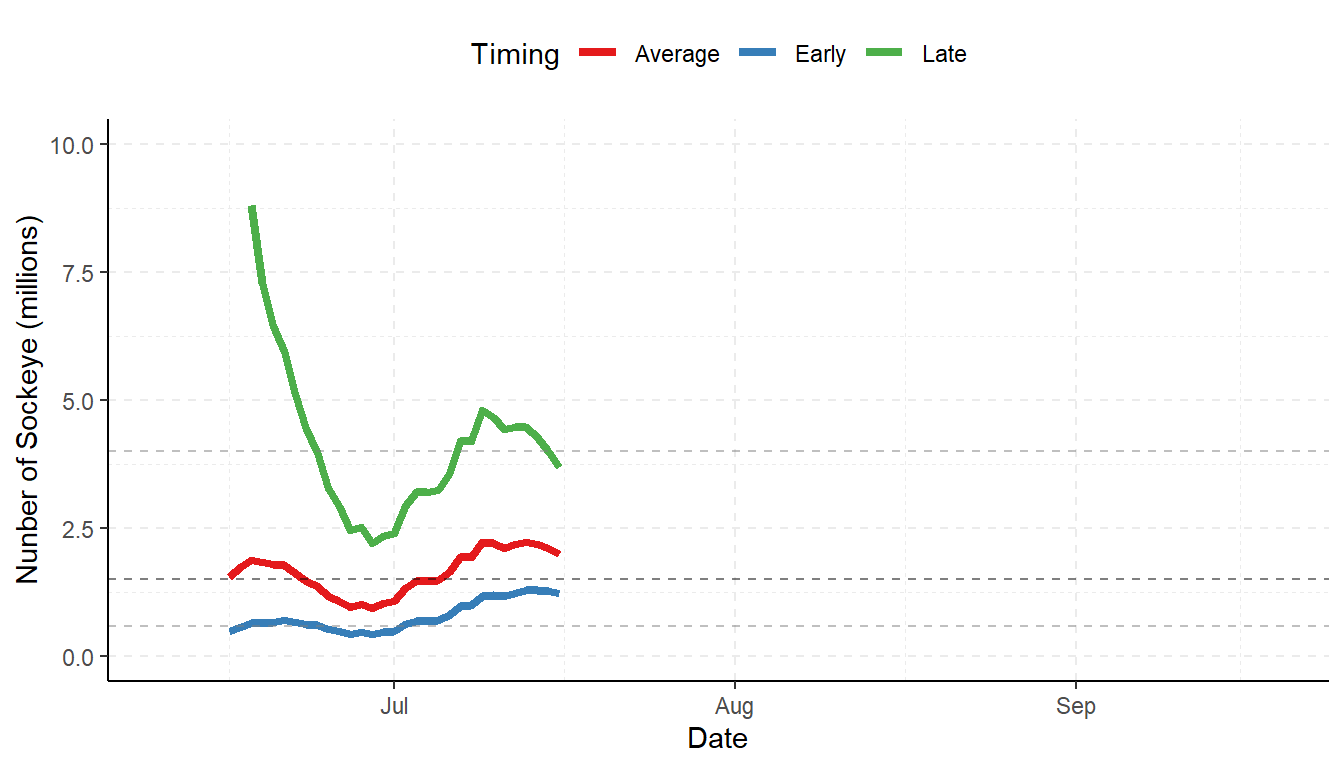 Timing Average Early Late
10.0
7.5
5.0
2.5
0.0
Nunber of Sockeye (millions)
Jul Aug Sep
Date